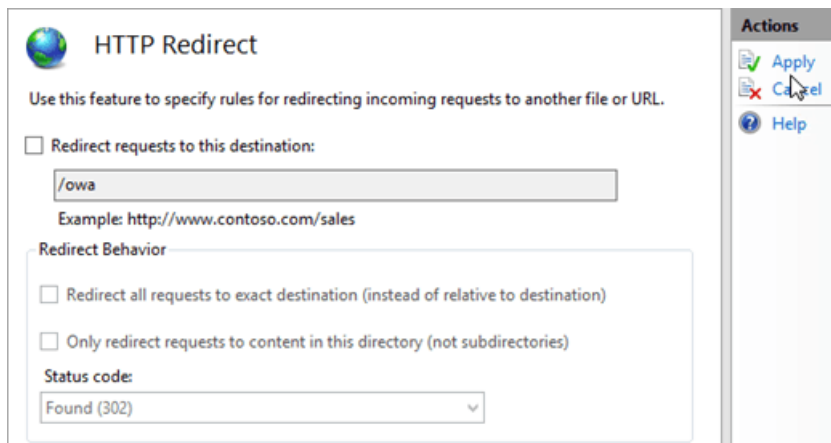 HTTP Redirect
Use this feature to specify rules for redirecting incoming requests to another file or URL.
Redirect requests to this destination:
/owa
Example: http://www.contoso.com/sales
Redirect Behavior
Redirect all requests to exact destination (instead of relative to destination)
Only redirect requests to content in this directory (not subdirectories)
Status code:
Found (302)
Actions
Apply
Cancel
Help